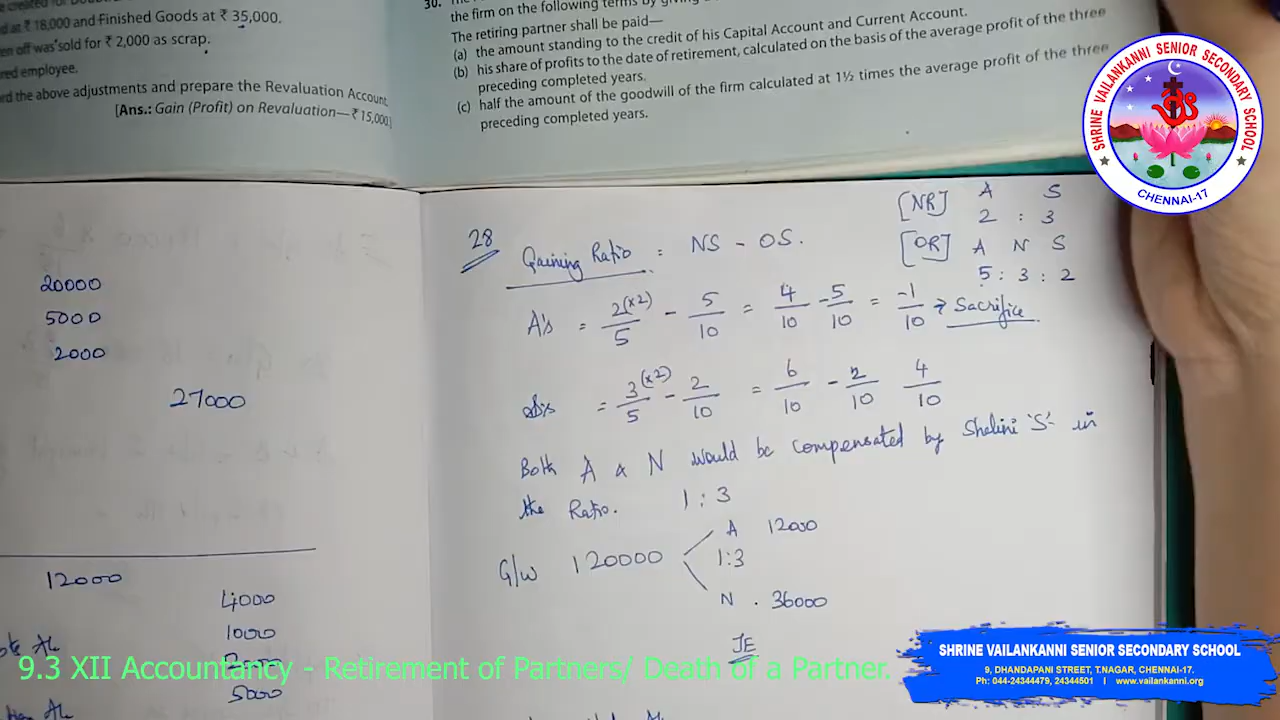 at ₹ 18,000 and Finished Goods at ₹ 35,000.
en off was sold for ₹ 2,000 as scrap.
red employee.
rd the above adjustments and prepare the Revaluation Account
[Ans.: Gain (Profit) on Revaluation—₹ 15,000]
30.
the firm on the following terms by
The retiring partner shall be paid—
(a) the amount standing to the credit of his Capital Account and Current Account.
(b) his share of profits to the date of retirement, calculated on the basis of the average profit of the three
preceding completed years.
(c) half the amount of the goodwill of the firm calculated at 1½ times the average profit of the three
preceding completed years.
SHRINE VAILANKANNI SENIOR SECONDARY SCHOOL
CHENNAI-17
20000
5000
2000
27000
12000
4000
1000
5000
28
Gaining Ratio : NS - OS.
[NR] A S
2 : 3
[OR] A N S
5 : 3 : 2
A's = 2(x2)/5 - 5/10 = 4/10 - 5/10 = -1/10 → Sacrifice
S's = 3(x2)/5 - 2/10 = 6/10 - 2/10 4/10
Both A & N would be compensated by Shalini 'S' in
the Ratio. 1 : 3
G/W 120000
A 12000
1:3
N . 36000
JE
9.3 XII Accountancy - Retirement of Partners/ Death of a Partner.
SHRINE VAILANKANNI SENIOR SECONDARY SCHOOL
9, DHANDAPANI STREET, T.NAGAR, CHENNAI-17.
Ph: 044-24344479, 24344501 I www.vailankanni.org